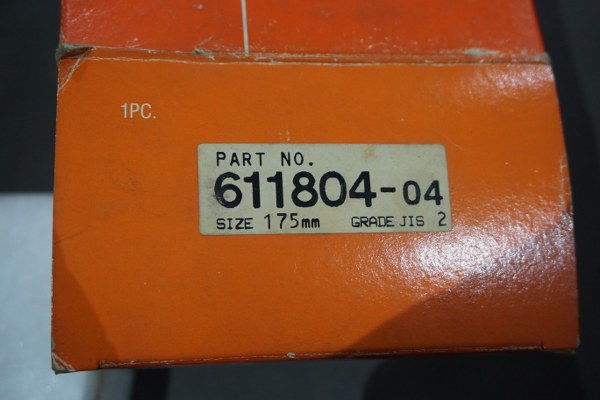 1PC.
PART NO.
611804-04
SIZE 175mm GRADE JIS 2